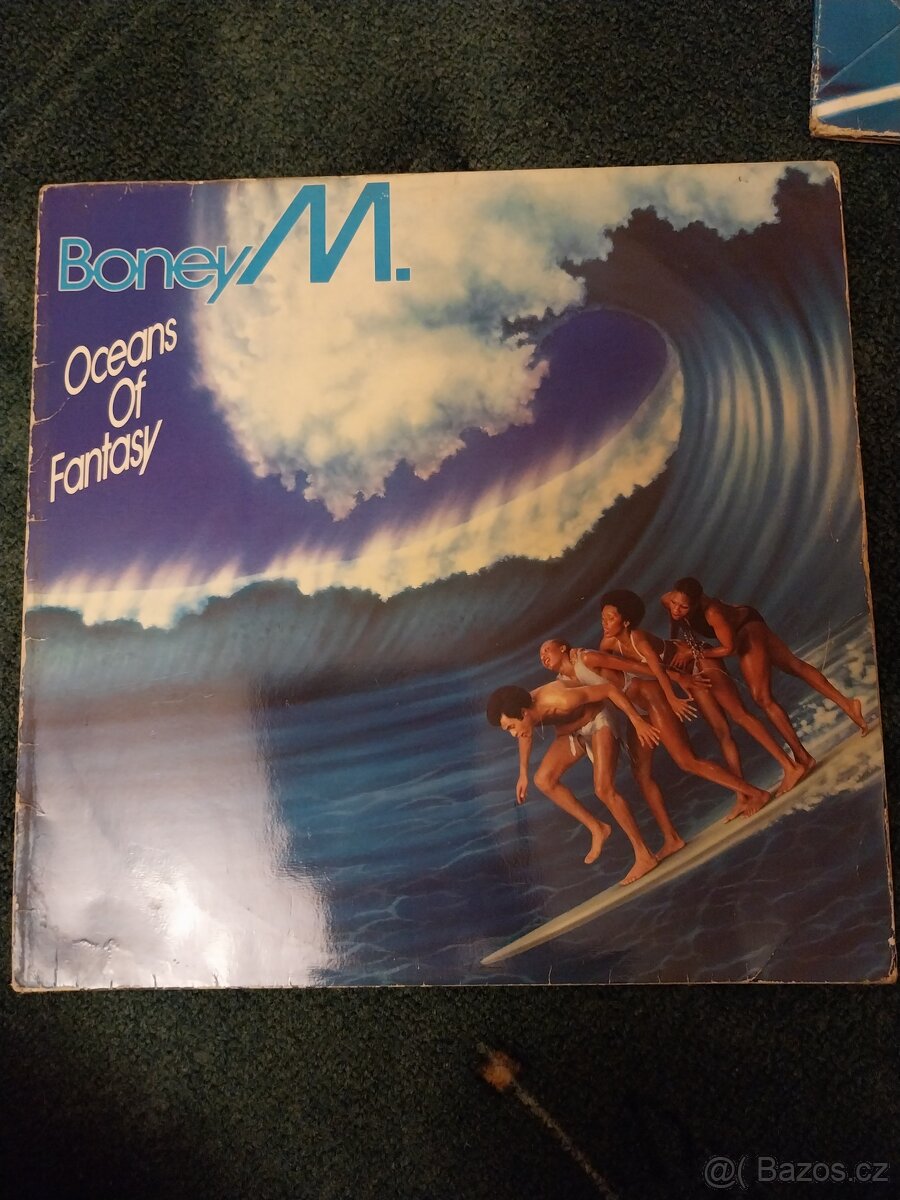 Boney M.
Oceans
Of
Fantasy
@( Bazos.cz